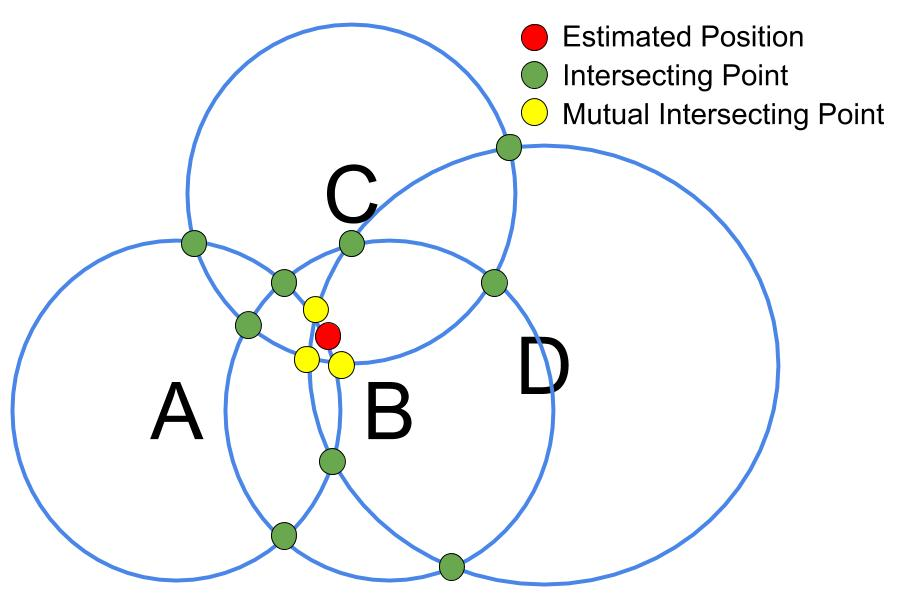 Estimated Position
Intersecting Point
Mutual Intersecting Point
C
D
A
B